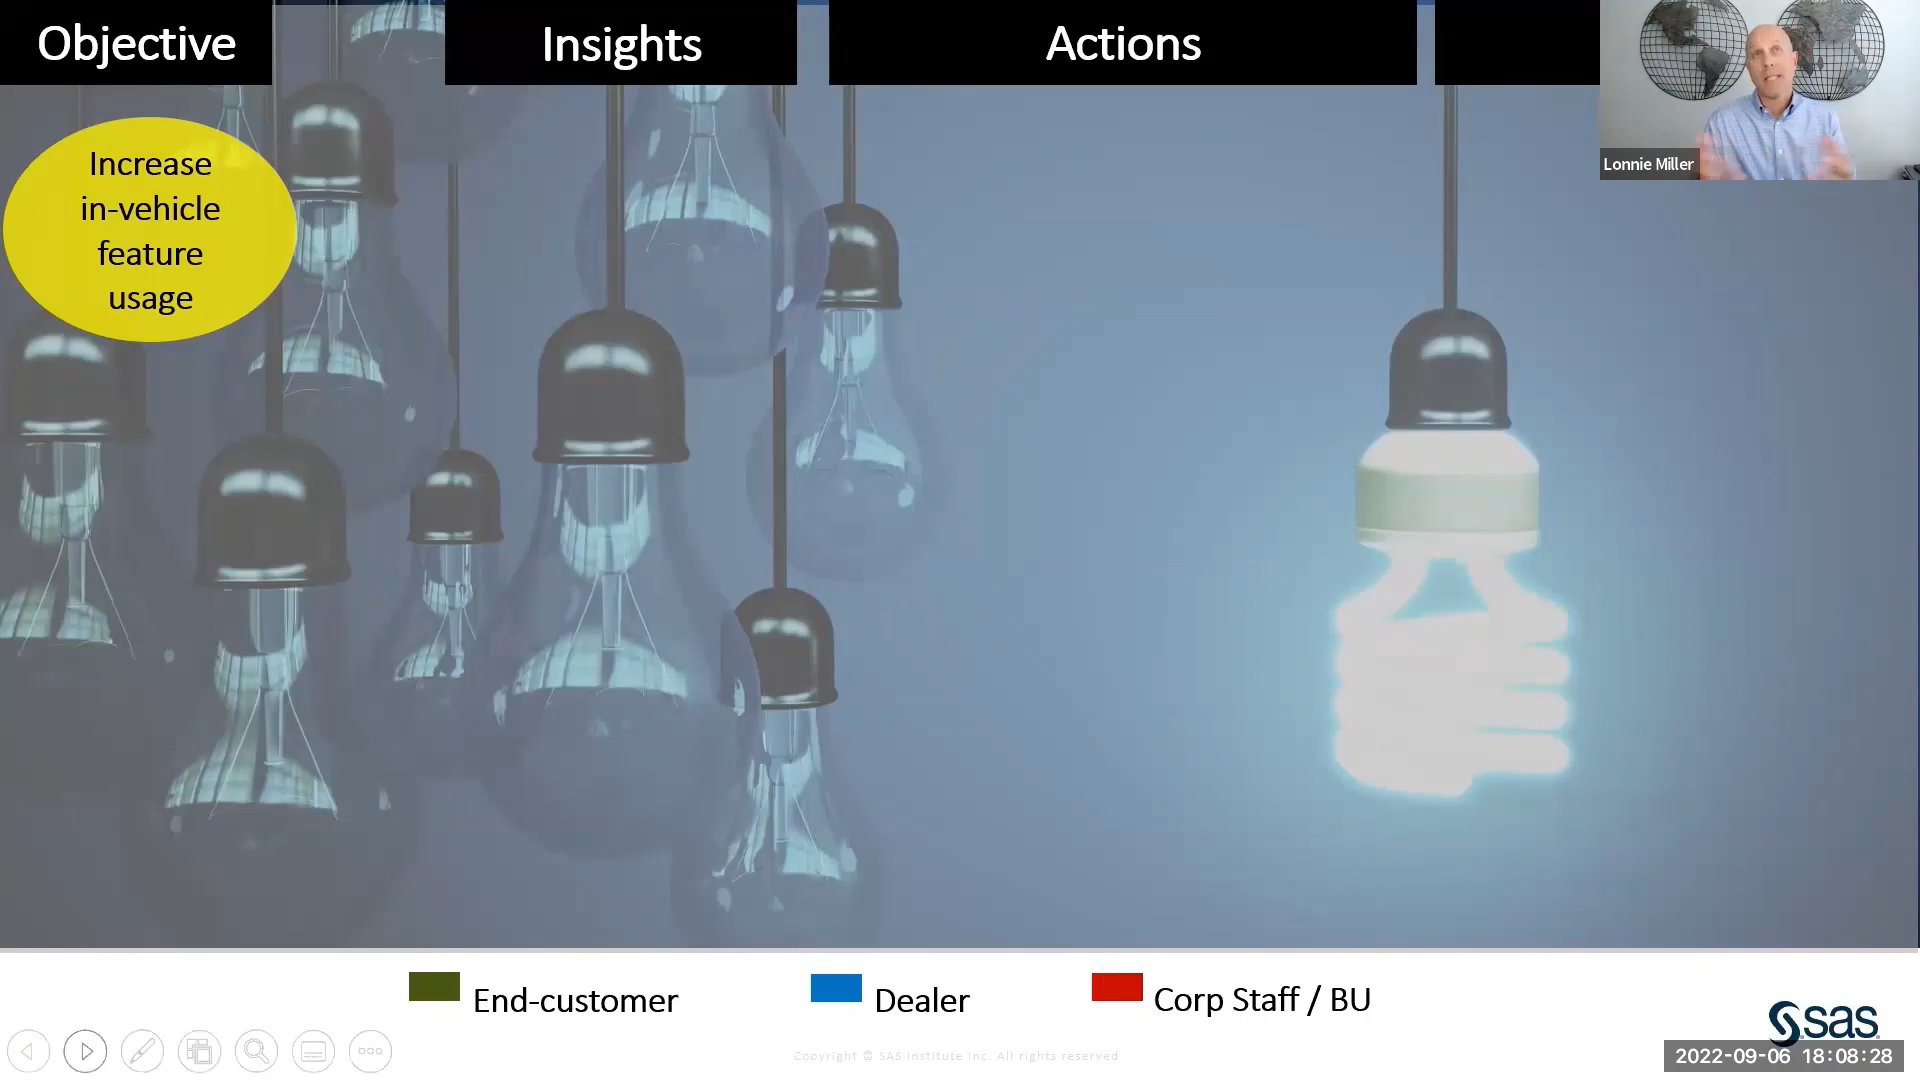 Objective
Insights
Actions
Lonnie Miller
Increase
in-vehicle
feature
usage
End-customer
Dealer
Corp Staff / BU
sas
Copyright © SAS Institute Inc. All rights reserved.
2022-09-06 18:08:28